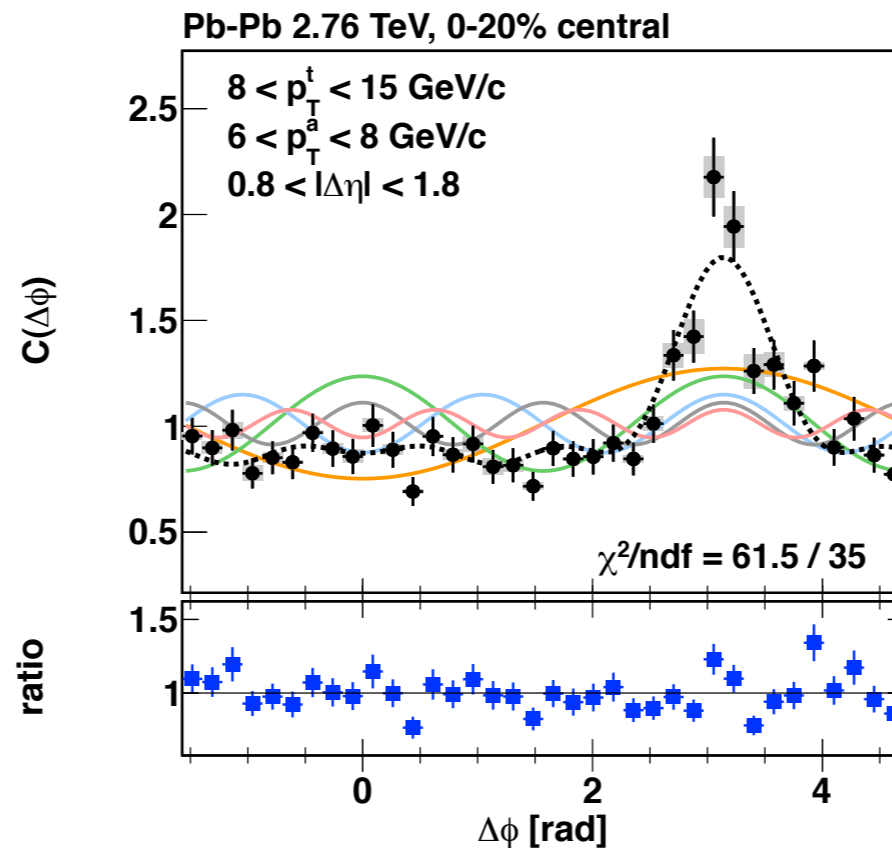 Pb-Pb 2.76 TeV, 0-20% central
8 < p_T^t < 15 GeV/c
6 < p_T^a < 8 GeV/c
0.8 < |Δη| < 1.8
C(Δϕ)
2.5
2
1.5
1
0.5
χ²/ndf = 61.5 / 35
ratio
1.5
1
0 2 4
Δϕ [rad]